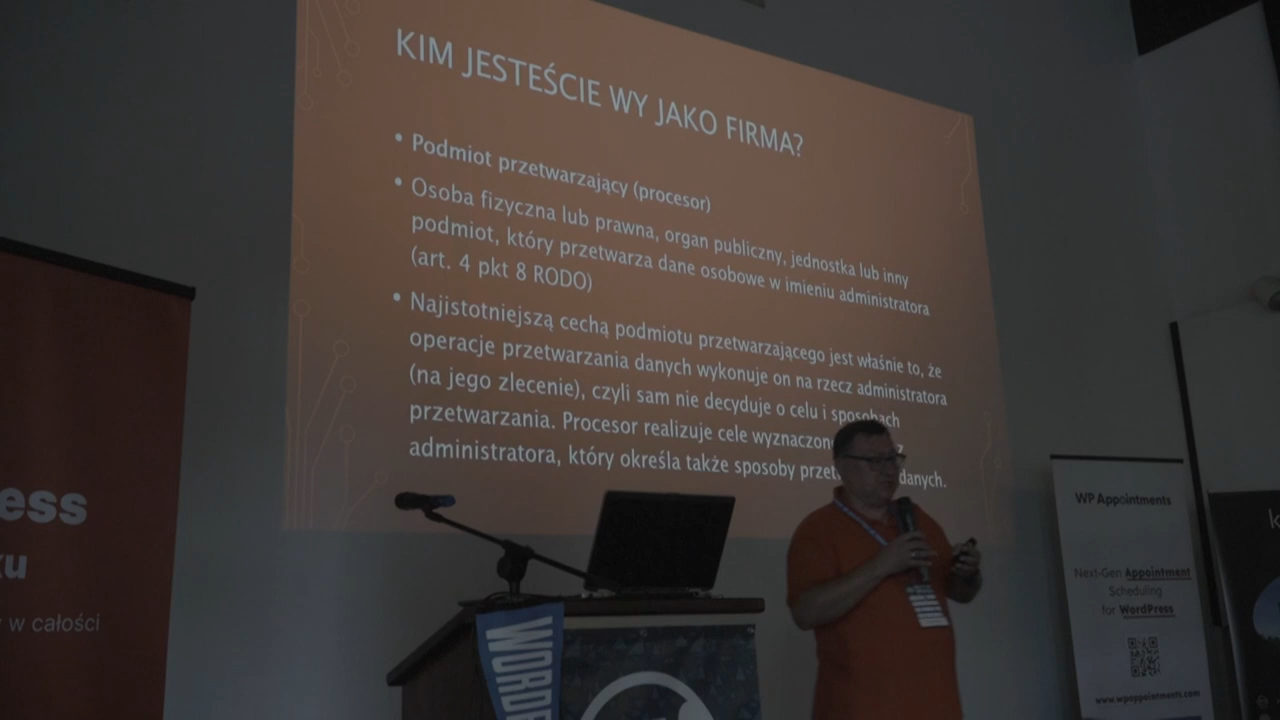 KIM JESTEŚCIE WY JAKO FIRMA?
• Podmiot przetwarzający (procesor)
• Osoba fizyczna lub prawna, organ publiczny, jednostka lub inny
podmiot, który przetwarza dane osobowe w imieniu administratora
(art. 4 pkt 8 RODO)
• Najistotniejszą cechą podmiotu przetwarzającego jest właśnie to, że
operacje przetwarzania danych wykonuje on na rzecz administratora
(na jego zlecenie), czyli sam nie decyduje o celu i sposobach
przetwarzania. Procesor realizuje cele
administratora, który określa także sposoby danych.
ess
w całości
WP Appointments
Next-Gen Appointment
Scheduling
for WordPress
www.wpappointments.com